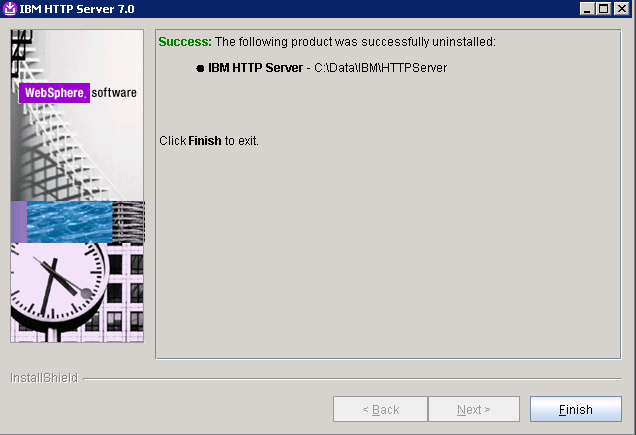 IBM HTTP Server 7.0
WebSphere. software
Success: The following product was successfully uninstalled:
● IBM HTTP Server - C:\Data\IBM\HTTPServer
Click Finish to exit.
InstallShield
< Back
Next >
Finish